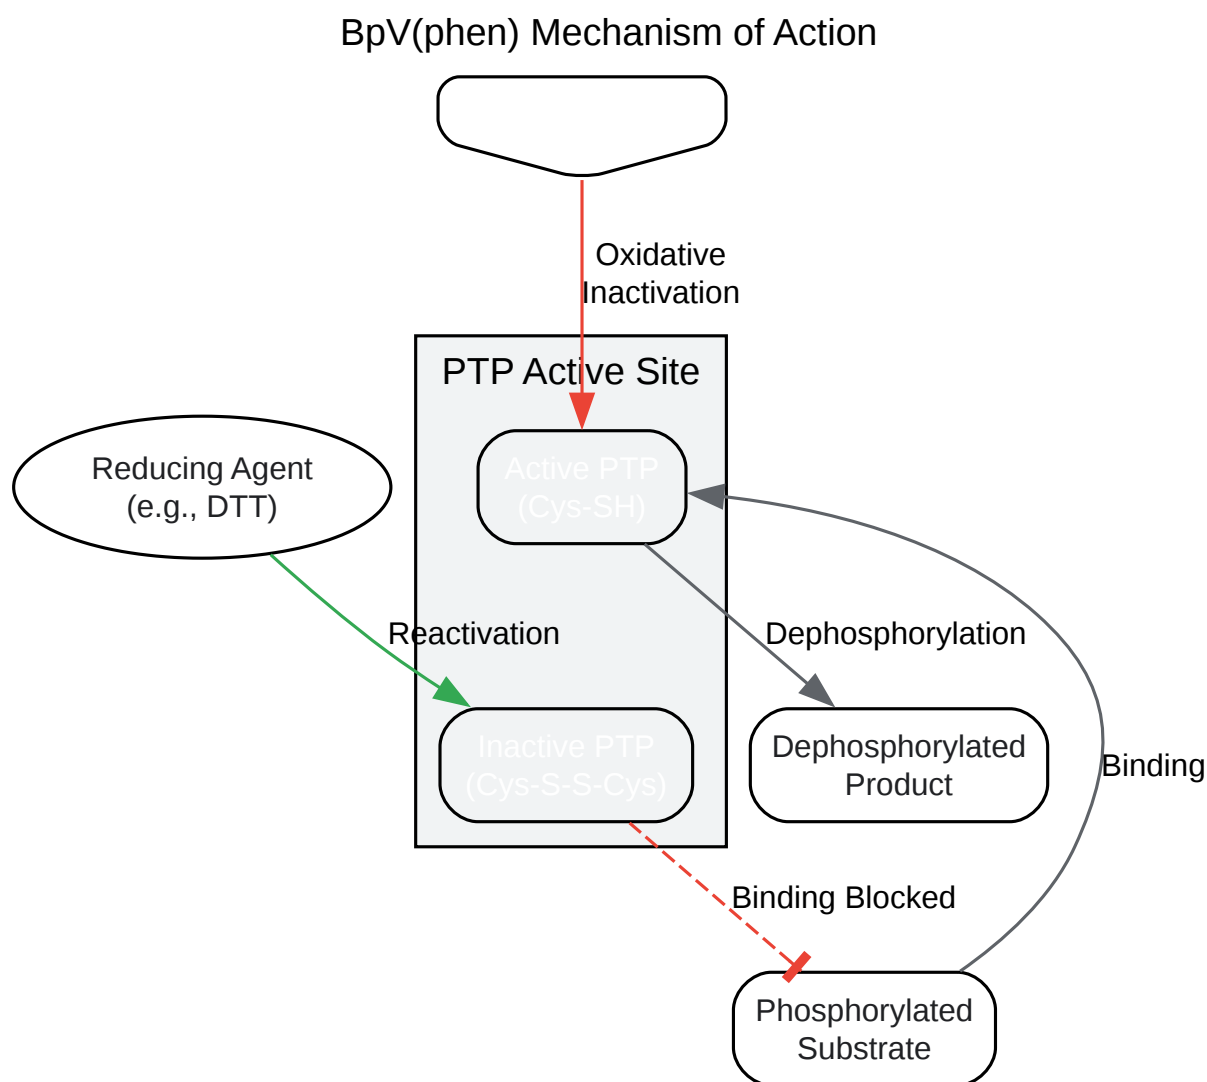 BpV(phen) Mechanism of Action
Oxidative
Inactivation
PTP Active Site
Reducing Agent
(e.g., DTT)
Active PTP
(Cys-SH)
Reactivation
Dephosphorylation
Inactive PTP
(Cys-S-S-Cys)
Dephosphorylated
Product
Binding
Binding Blocked
Phosphorylated
Substrate